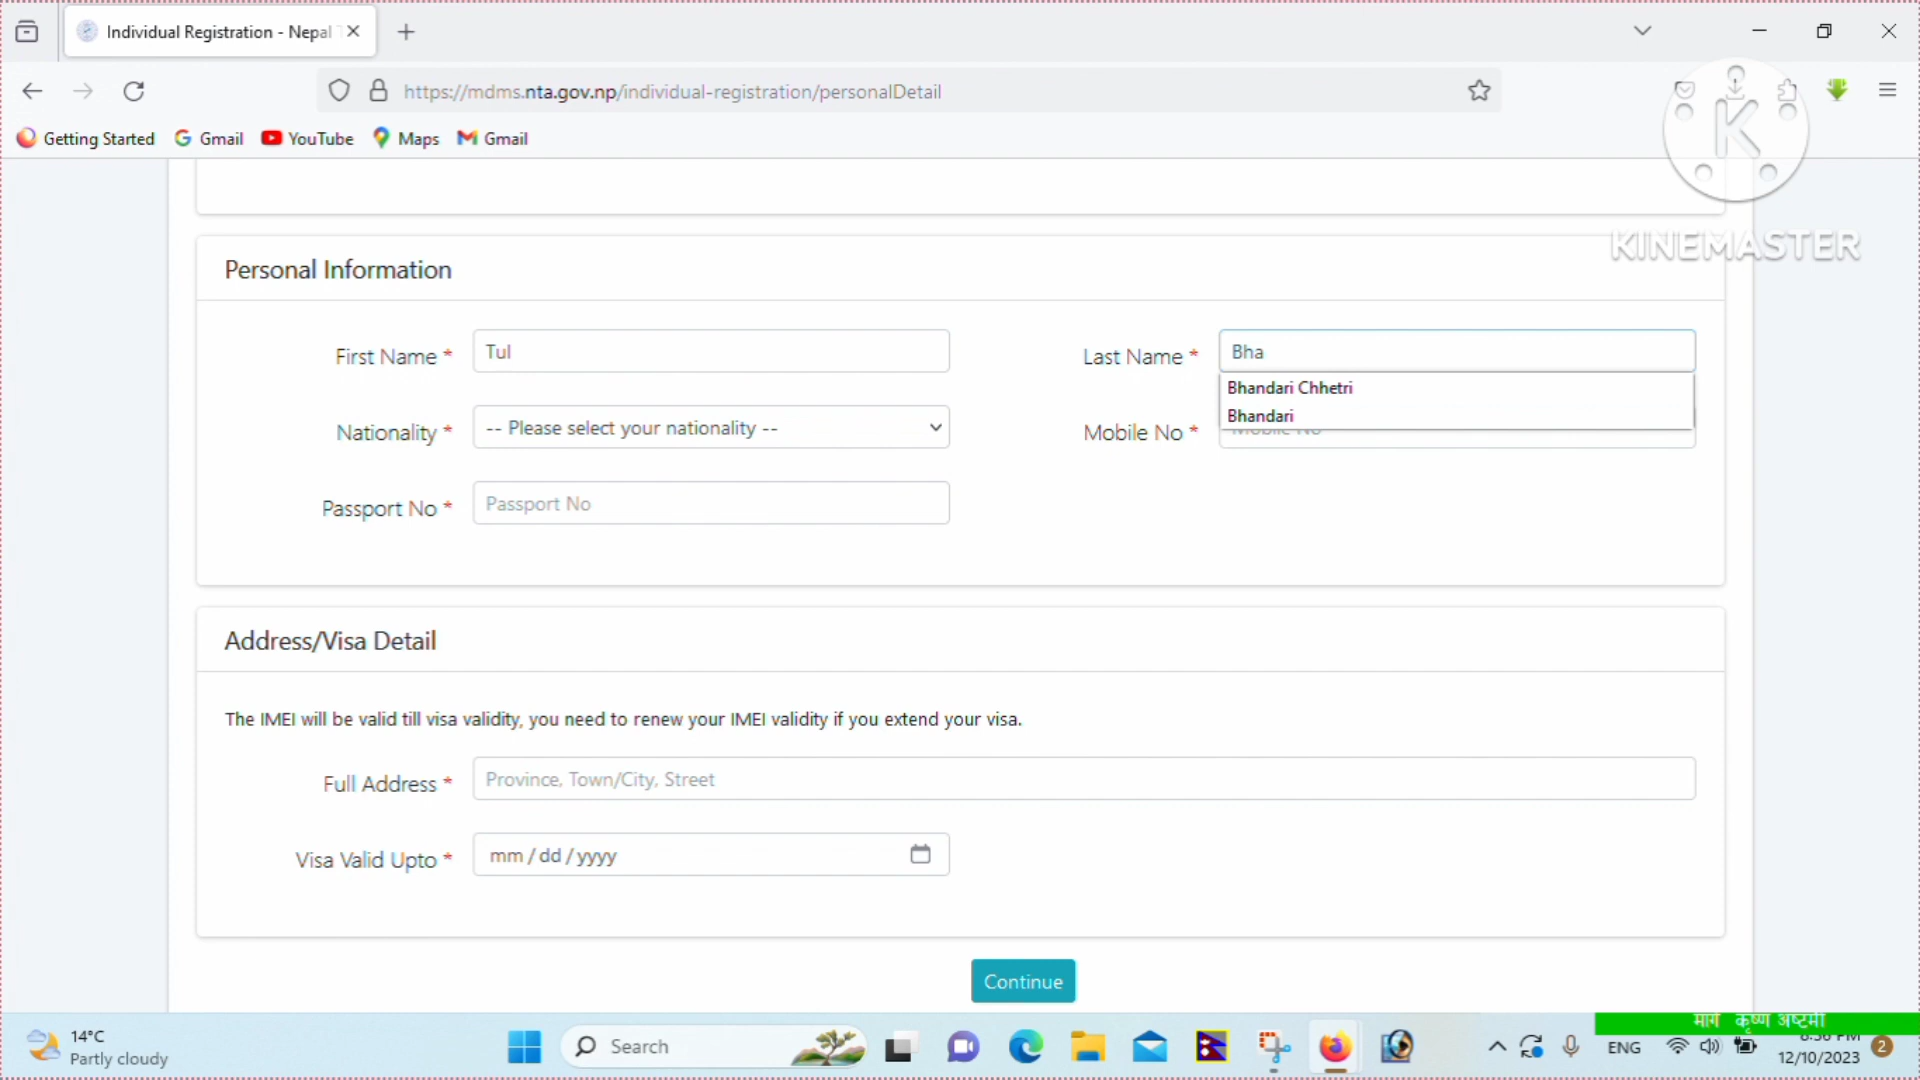 Individual Registration - Nepal
https://mdms.nta.gov.np/individual-registration/personalDetail
Getting Started Gmail YouTube Maps Gmail
K
KINEMASTER
Personal Information
First Name * Tul Last Name * Bha
Bhandari Chhetri
Bhandari
Nationality * -- Please select your nationality -- Mobile No * Mobile No
Passport No * Passport No
Address/Visa Detail
The IMEI will be valid till visa validity, you need to renew your IMEI validity if you extend your visa.
Full Address * Province, Town/City, Street
Visa Valid Upto * mm / dd / yyyy
Continue
14°C
Partly cloudy
Search
ENG
मार्ग कृष्ण अष्टमी
12/10/2023
2